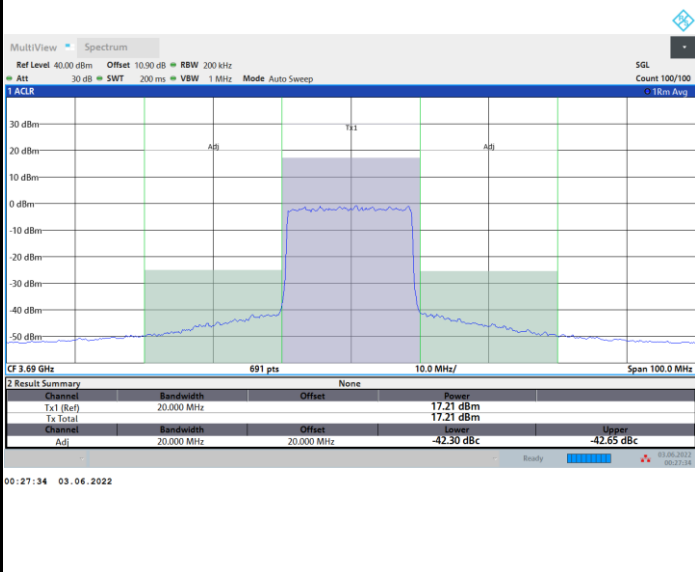 MultiView Spectrum
Ref Level 40.00 dBm Offset 10.90 dB RBW 200 kHz SGL
Att 30 dB SWT 200 ms VBW 1 MHz Mode Auto Sweep Count 100/100
1 ACLR 1Rm Avg
Tx1
30 dBm
Adj Adj
20 dBm
10 dBm
0 dBm
-10 dBm
-20 dBm
-30 dBm
-40 dBm
-50 dBm
CF 3.69 GHz 691 pts 10.0 MHz/ Span 100.0 MHz
2 Result Summary None
Channel Bandwidth Offset Power
Tx1 (Ref) 20.000 MHz 17.21 dBm
Tx Total 17.21 dBm
Channel Bandwidth Offset Lower Upper
Adj 20.000 MHz 20.000 MHz -42.30 dBc -42.65 dBc
Ready 03.06.2022
00:27:34
00:27:34 03.06.2022